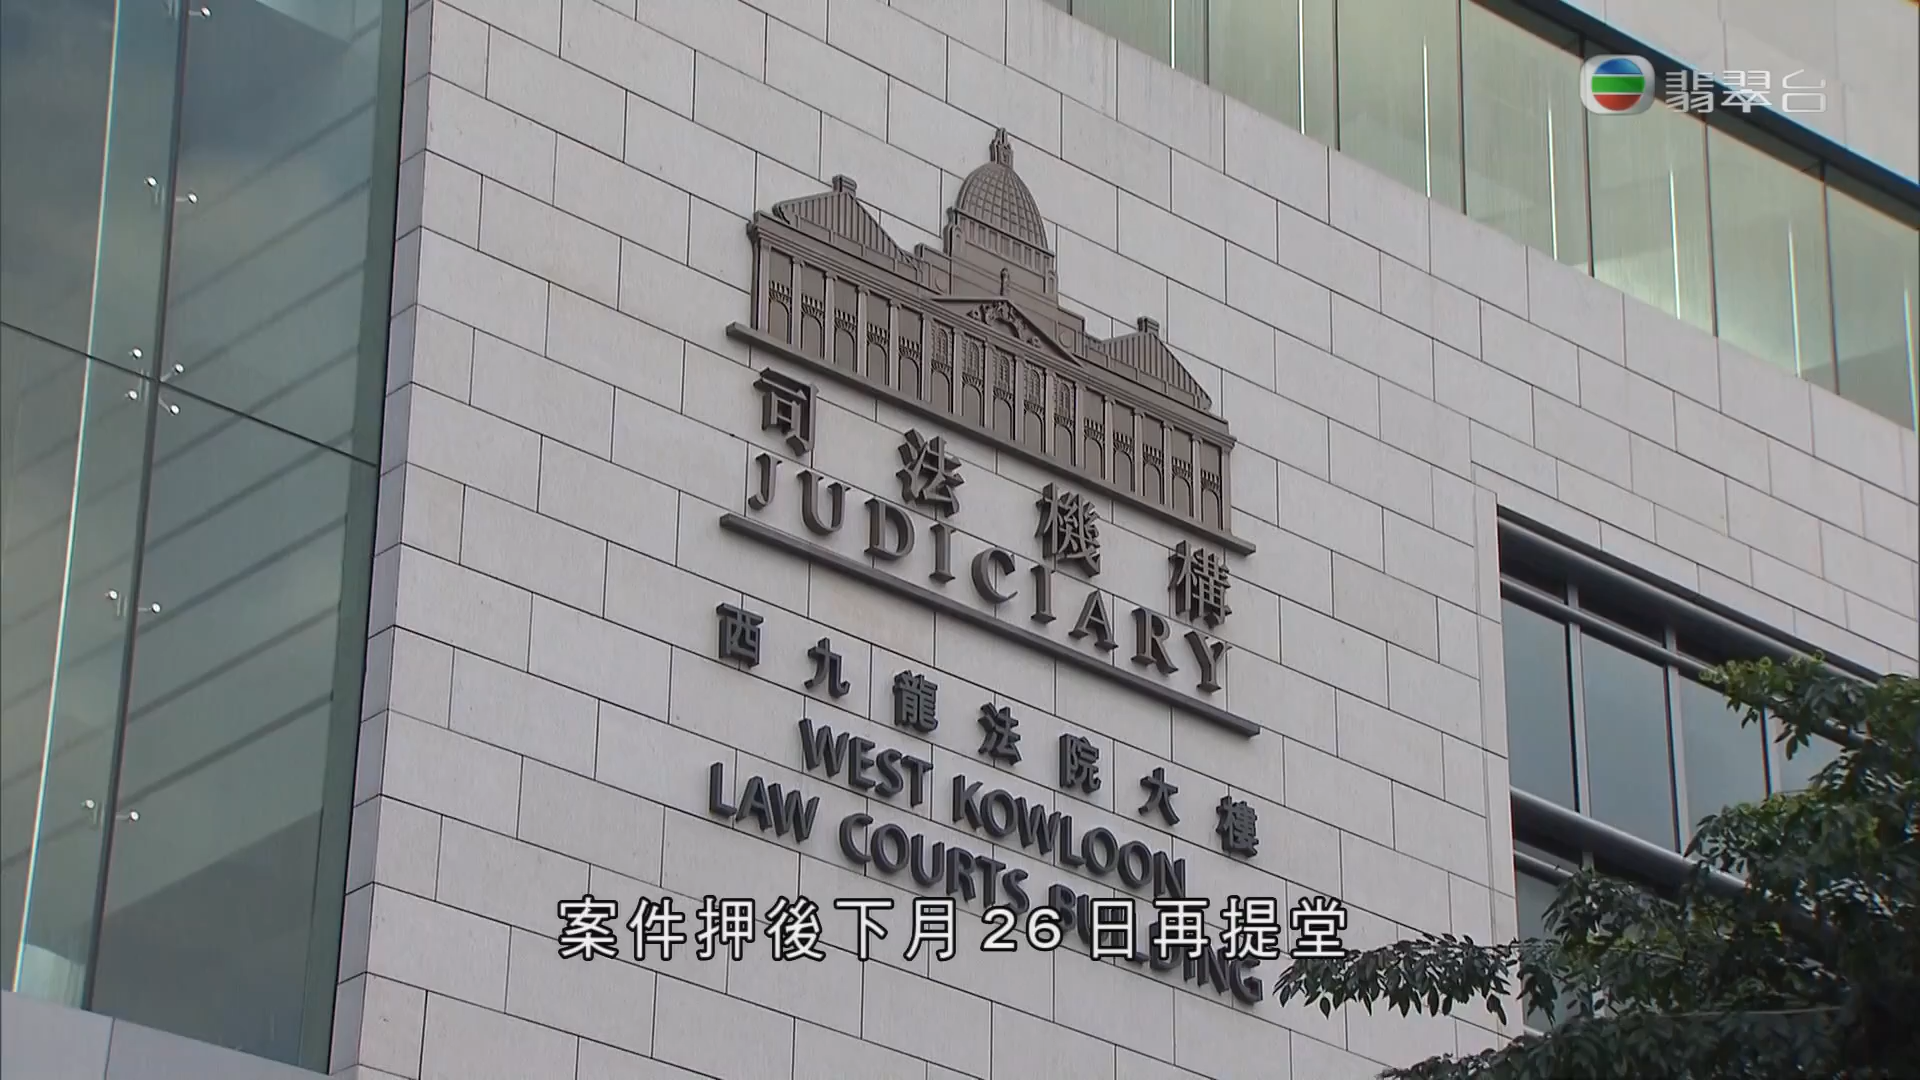 翡翠台
司法機構
JUDICIARY
西九龍法院大樓
WEST KOWLOON
LAW COURTS BUILDING
案件押後下月26日再提堂